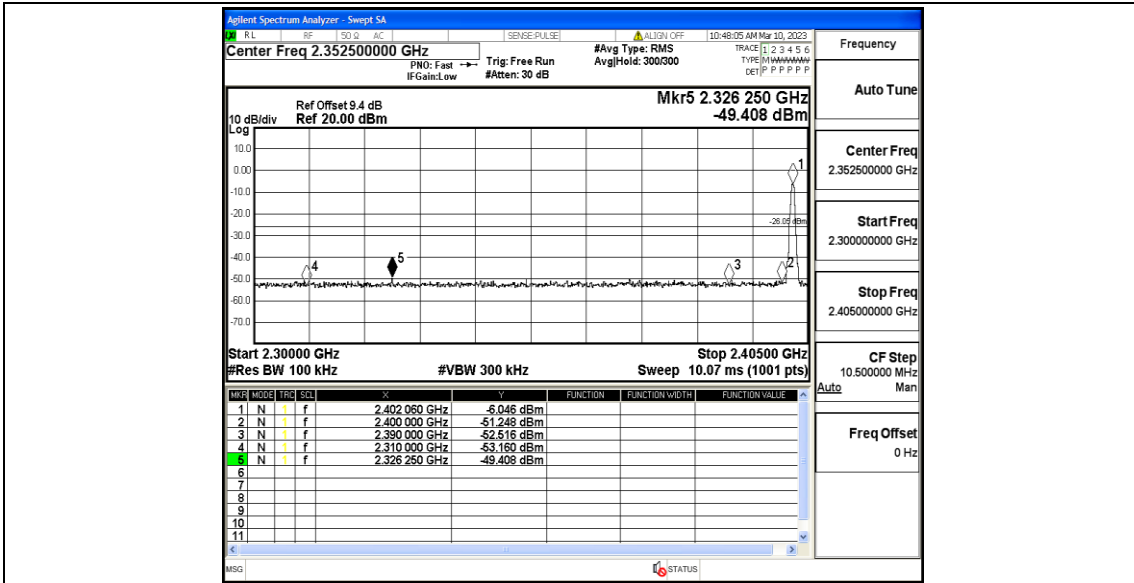 Agilent Spectrum Analyzer - Swept SA
RL RF 50 Ω AC SENSE:PULSE ALIGN OFF 10:48:05 AM Mar 10, 2023
Center Freq 2.352500000 GHz
PNO: Fast
IFGain:Low
Trig: Free Run
#Atten: 30 dB
#Avg Type: RMS
Avg|Hold: 300/300
TRACE 1 2 3 4 5 6
TYPE M
DET P P P P P P
Mkr5 2.326 250 GHz
-49.408 dBm
Ref Offset 9.4 dB
10 dB/div Ref 20.00 dBm
Log
10.0
0.00
-10.0
-20.0
-30.0
-40.0
-50.0
-60.0
-70.0
1
-26.05 dBm
4
5
3
2
Start 2.30000 GHz Stop 2.40500 GHz
#Res BW 100 kHz #VBW 300 kHz Sweep 10.07 ms (1001 pts)
MKR MODE TRC SCL X Y FUNCTION FUNCTION WIDTH FUNCTION VALUE
1 N 1 f 2.402 060 GHz -6.046 dBm
2 N 1 f 2.400 000 GHz -51.248 dBm
3 N 1 f 2.390 000 GHz -52.516 dBm
4 N 1 f 2.310 000 GHz -53.160 dBm
5 N 1 f 2.326 250 GHz -49.408 dBm
6
7
8
9
10
11
MSG STATUS
Frequency
Auto Tune
Center Freq
2.352500000 GHz
Start Freq
2.300000000 GHz
Stop Freq
2.405000000 GHz
CF Step
10.500000 MHz
Auto Man
Freq Offset
0 Hz